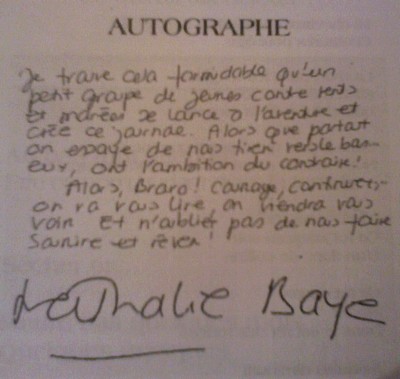 AUTOGRAPHE
Je trouve cela formidable qu'un
petit groupe de jeunes contre vents
et marées se lance à l'aventure et
crée ce journal. Alors que partout
on essaye de nous tirer vers le bas -
eux, ont l'ambition du contraire!
Alors, Bravo! Courage, continuez -
on va vous lire, on viendra vous
voir. Et n'oubliez pas de nous faire
sourire et rêver!
Nathalie Baye